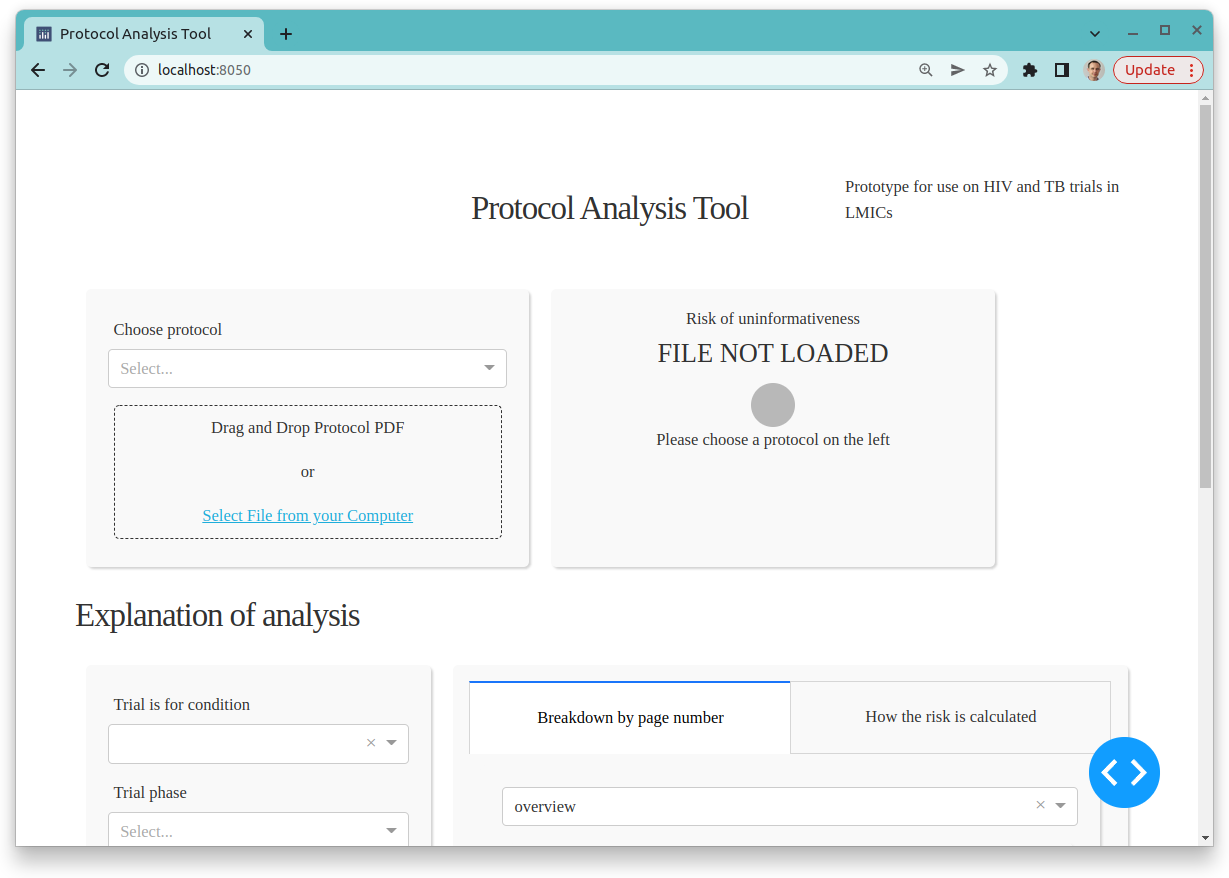 Protocol Analysis Tool
localhost:8050
Update
Protocol Analysis Tool
Prototype for use on HIV and TB trials in
LMICs
Choose protocol
Select...
Drag and Drop Protocol PDF
or
Select File from your Computer
Risk of uninformativeness
FILE NOT LOADED
Please choose a protocol on the left
Explanation of analysis
Trial is for condition
Trial phase
Select...
Breakdown by page number
How the risk is calculated
overview